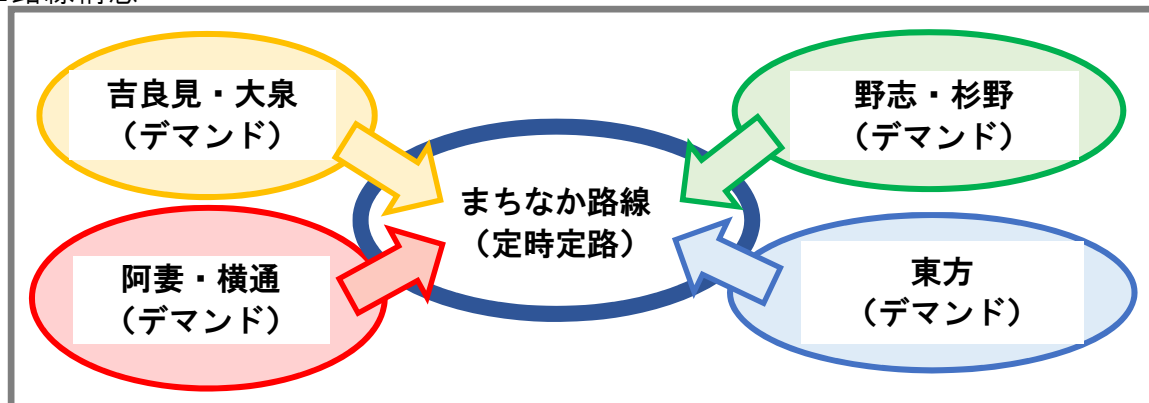 吉良見・大泉
（デマンド）
野志・杉野
（デマンド）
まちなか路線
（定時定路）
阿妻・横通
（デマンド）
東方
（デマンド）